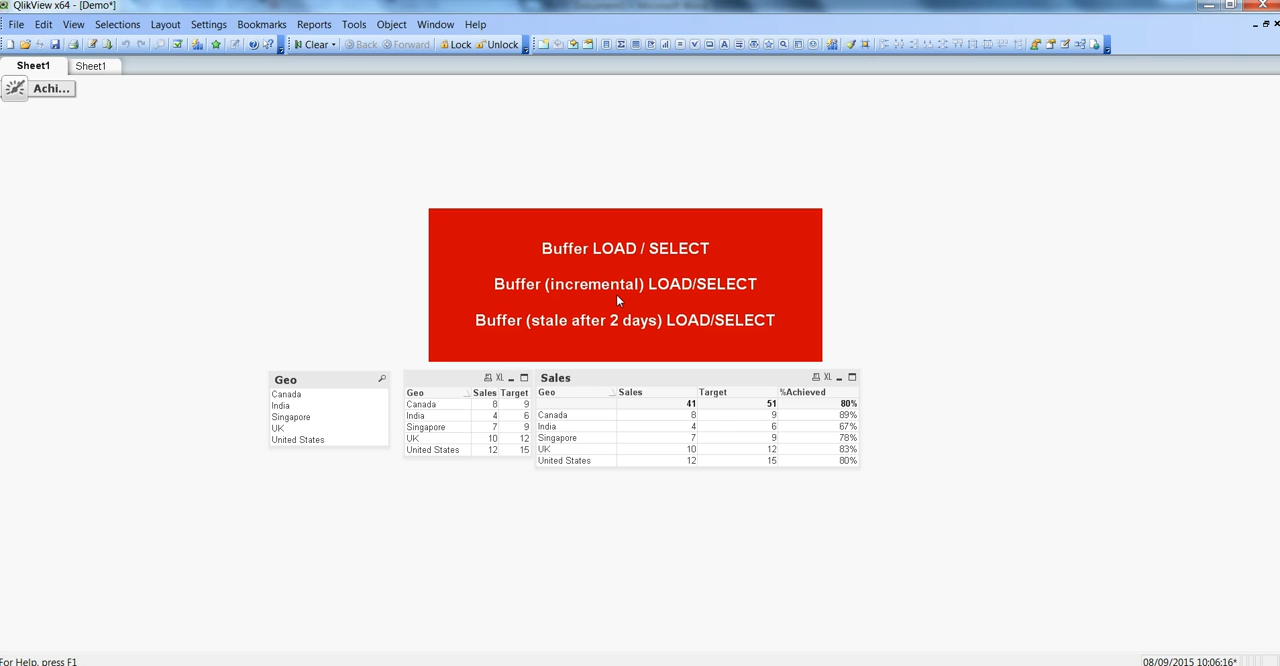 QlikView x64 - [Demo*]
File Edit View Selections Layout Settings Bookmarks Reports Tools Object Window Help
Clear Back Forward Lock Unlock
Sheet1 Sheet1
Achi...
Buffer LOAD / SELECT
Buffer (incremental) LOAD/SELECT
Buffer (stale after 2 days) LOAD/SELECT
Geo
Canada
India
Singapore
UK
United States
XL
Geo Sales Target
Canada 8 9
India 4 6
Singapore 7 9
UK 10 12
United States 12 15
Sales XL
Geo Sales Target %Achieved
41 51 80%
Canada 8 9 89%
India 4 6 67%
Singapore 7 9 78%
UK 10 12 83%
United States 12 15 80%
For Help, press F1 08/09/2015 10:06:16*